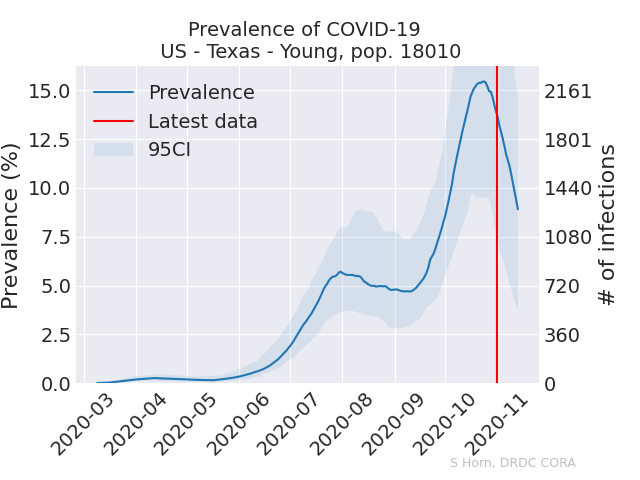 Prevalence of COVID-19
US - Texas - Young, pop. 18010
Prevalence (%)
15.0
12.5
10.0
7.5
5.0
2.5
0.0
Prevalence
Latest data
95CI
2161
1801
1440
1080
720
360
0
# of infections
2020-03
2020-04
2020-05
2020-06
2020-07
2020-08
2020-09
2020-10
2020-11
S Horn, DRDC CORA